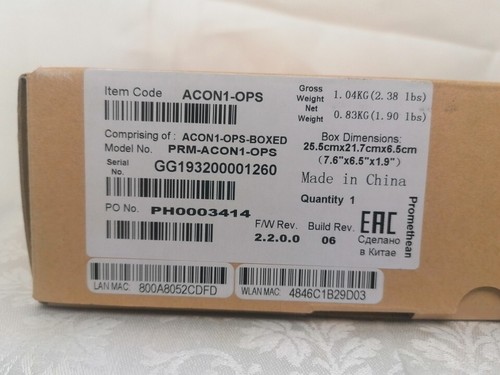 Item Code ACON1-OPS
Gross Weight 1.04KG(2.38 lbs)
Net Weight 0.83KG(1.90 lbs)
Comprising of : ACON1-OPS-BOXED
Model No. PRM-ACON1-OPS
Serial No. GG193200001260
Box Dimensions:
25.5cmx21.7cmx6.5cm
(7.6"x6.5"x1.9")
Made in China
Quantity 1
PO No. PH0003414
F/W Rev. 2.2.0.0
Build Rev. 06
EAC
Сделано
в Китае
Promethean
LAN MAC: 800A8052CDFD
WLAN MAC: 4846C1B29D03